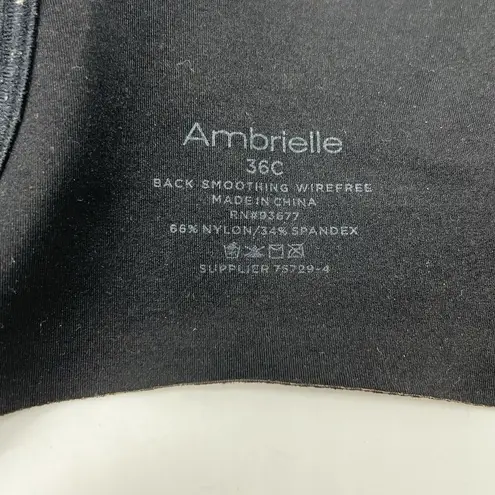 Ambrielle
36C
BACK SMOOTHING WIREFREE
MADE IN CHINA
RN#93677
66% NYLON/34% SPANDEX
SUPPLIER 75729-4